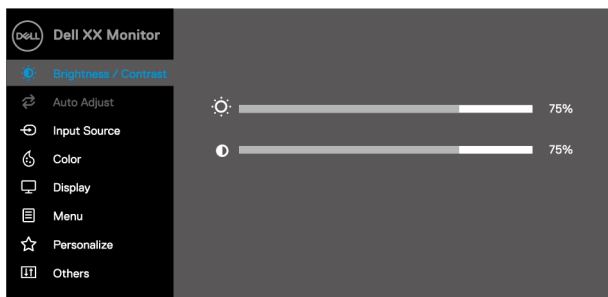 DELL Dell XX Monitor
Brightness / Contrast
Auto Adjust
75%
Input Source
Color
75%
Display
Menu
Personalize
Others